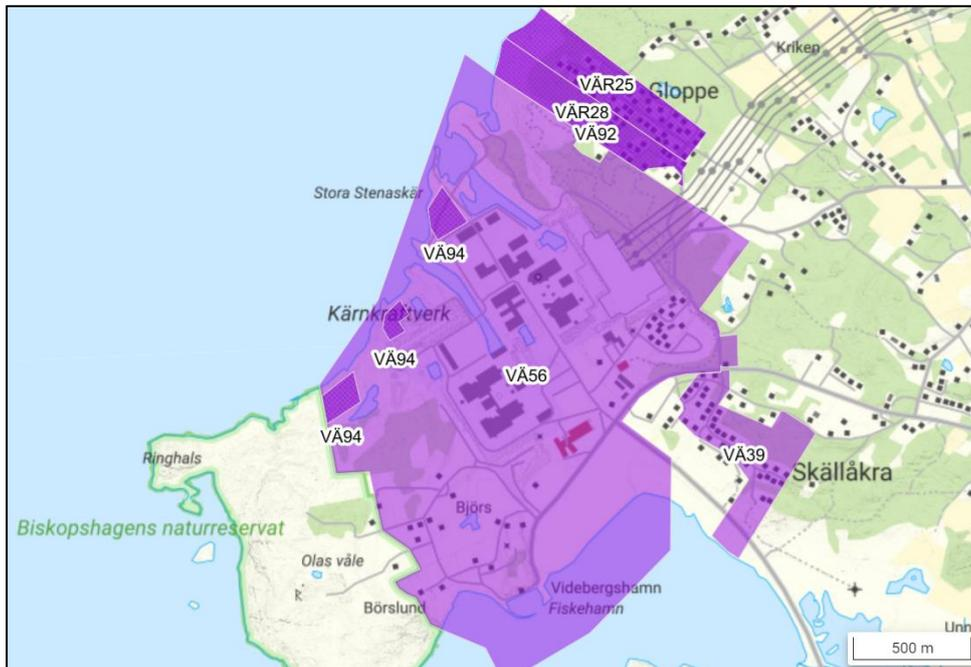 Kriken
VÄR25
Gloppe
VÄR28
VÄ92
Stora Stenaskär
VÄ94
Kärnkraftverk
VÄ94
VÄ56
VÄ94
VÄ39
Ringhals
Skällåkra
Björs
Biskopshagens naturreservat
Olas våle
Videbergshamn
Börslund
Fiskehamn
Unn
500 m